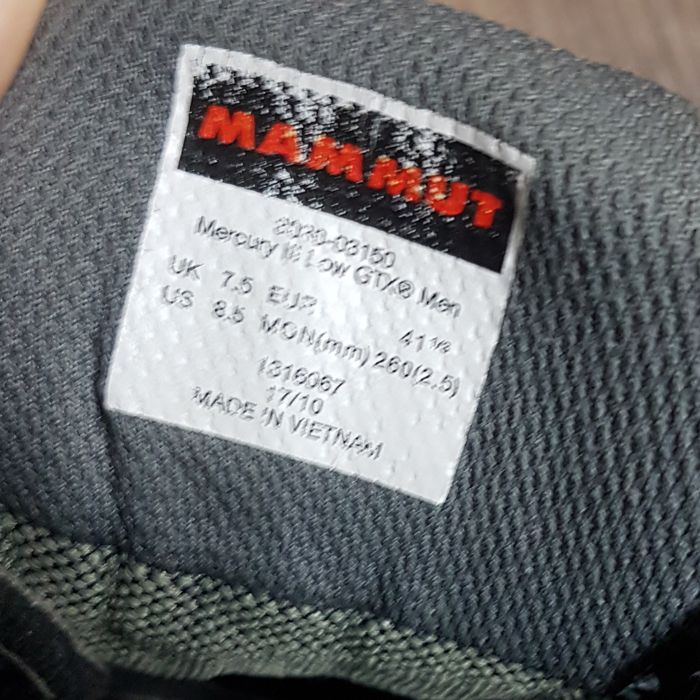 MAMMUT
3030-03150
Mercury III Low GTX® Men
UK 7.5 EUR 41 1/3
US 8.5 MON(mm) 260(2.5)
1316067
17/10
MADE IN VIETNAM